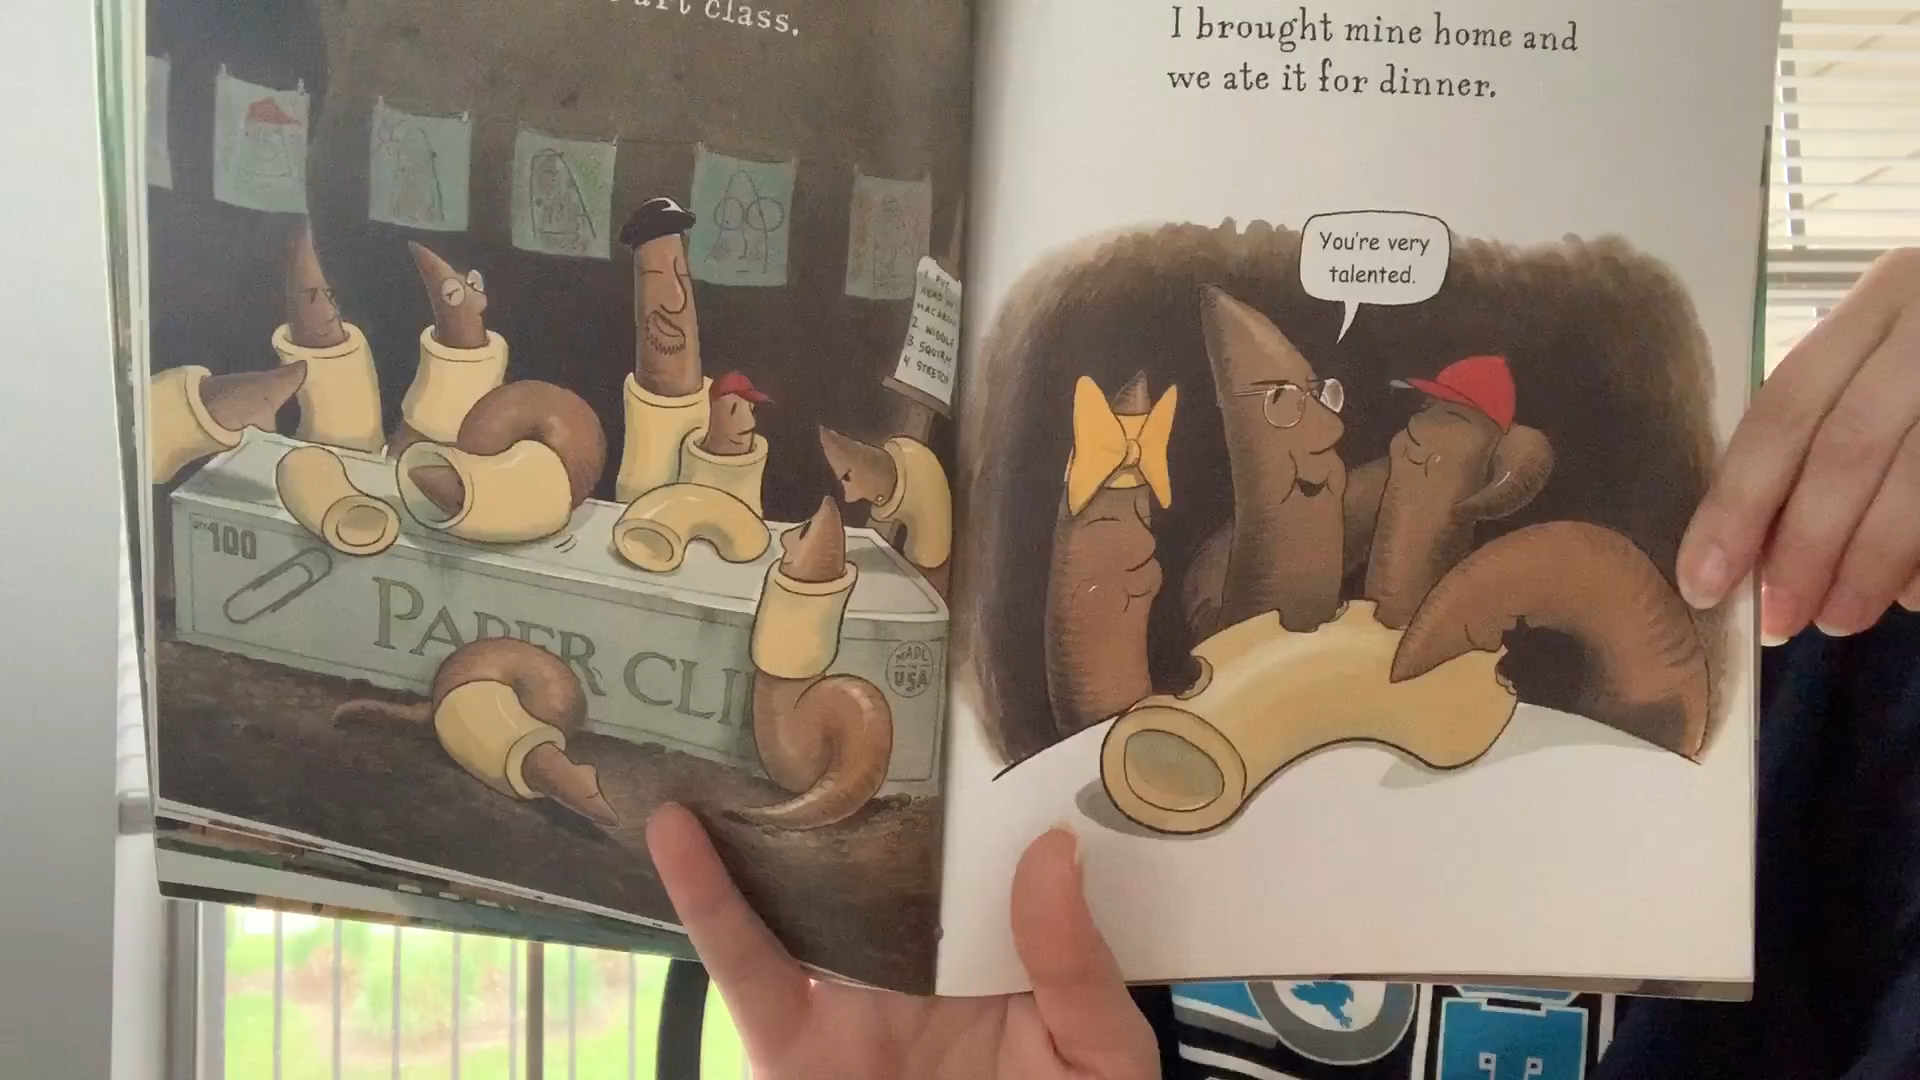 art class.
I brought mine home and
we ate it for dinner.
You're very
talented.
1. PUT
HEAD IN
MACARONI
2. WIGGLE
3. SQUIRM
4. STRETCH
100
PAPER CLI
MADE
IN
USA